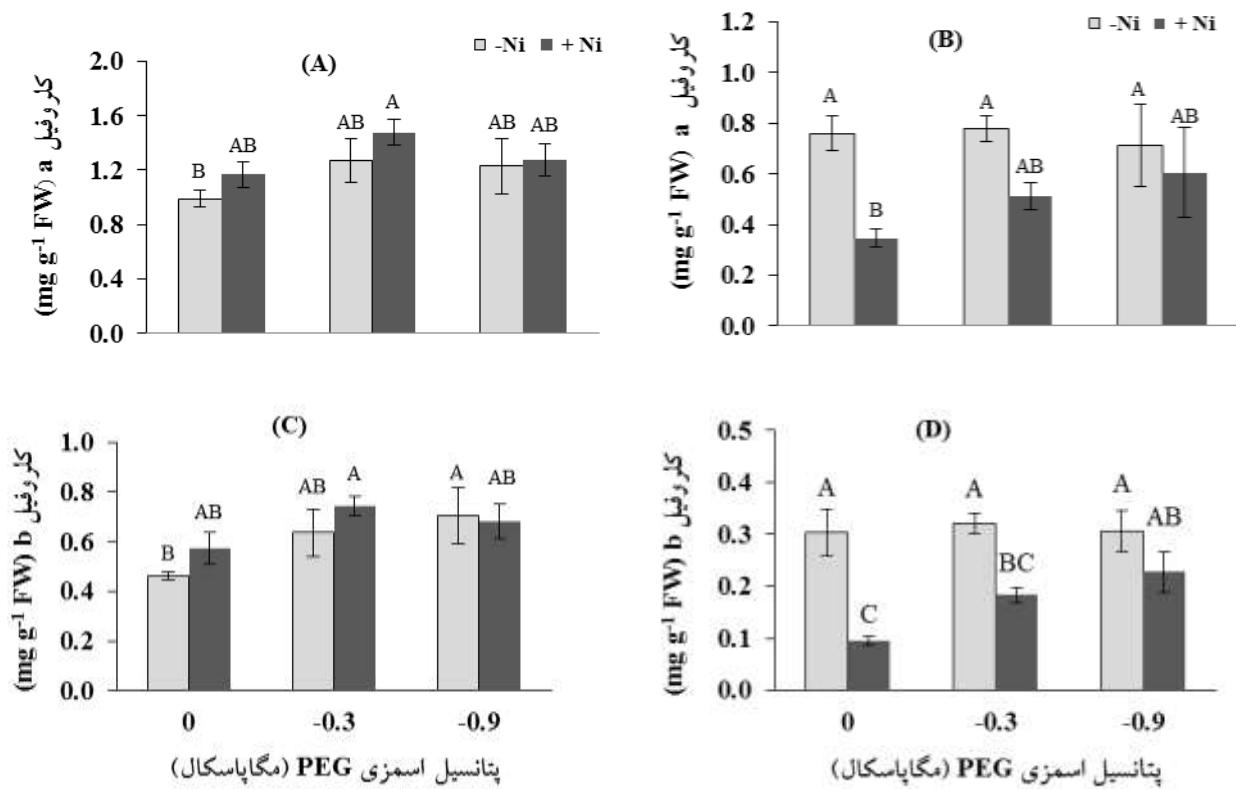 -Ni + Ni
(A)
کلروفیل a (mg g-1 FW)
2.0
1.6
1.2
0.8
0.4
0.0
B
AB
AB
A
AB
AB
-Ni + Ni
(B)
کلروفیل a (mg g-1 FW)
1.2
1.0
0.8
0.6
0.4
0.2
0.0
A
B
A
AB
A
AB
(C)
کلروفیل b (mg g-1 FW)
1.0
0.8
0.6
0.4
0.2
0.0
B
AB
AB
A
A
AB
0 -0.3 -0.9
پتانسیل اسمزی PEG (مگاپاسکال)
(D)
کلروفیل b (mg g-1 FW)
0.5
0.4
0.3
0.2
0.1
0.0
A
C
A
BC
A
AB
0 -0.3 -0.9
پتانسیل اسمزی PEG (مگاپاسکال)